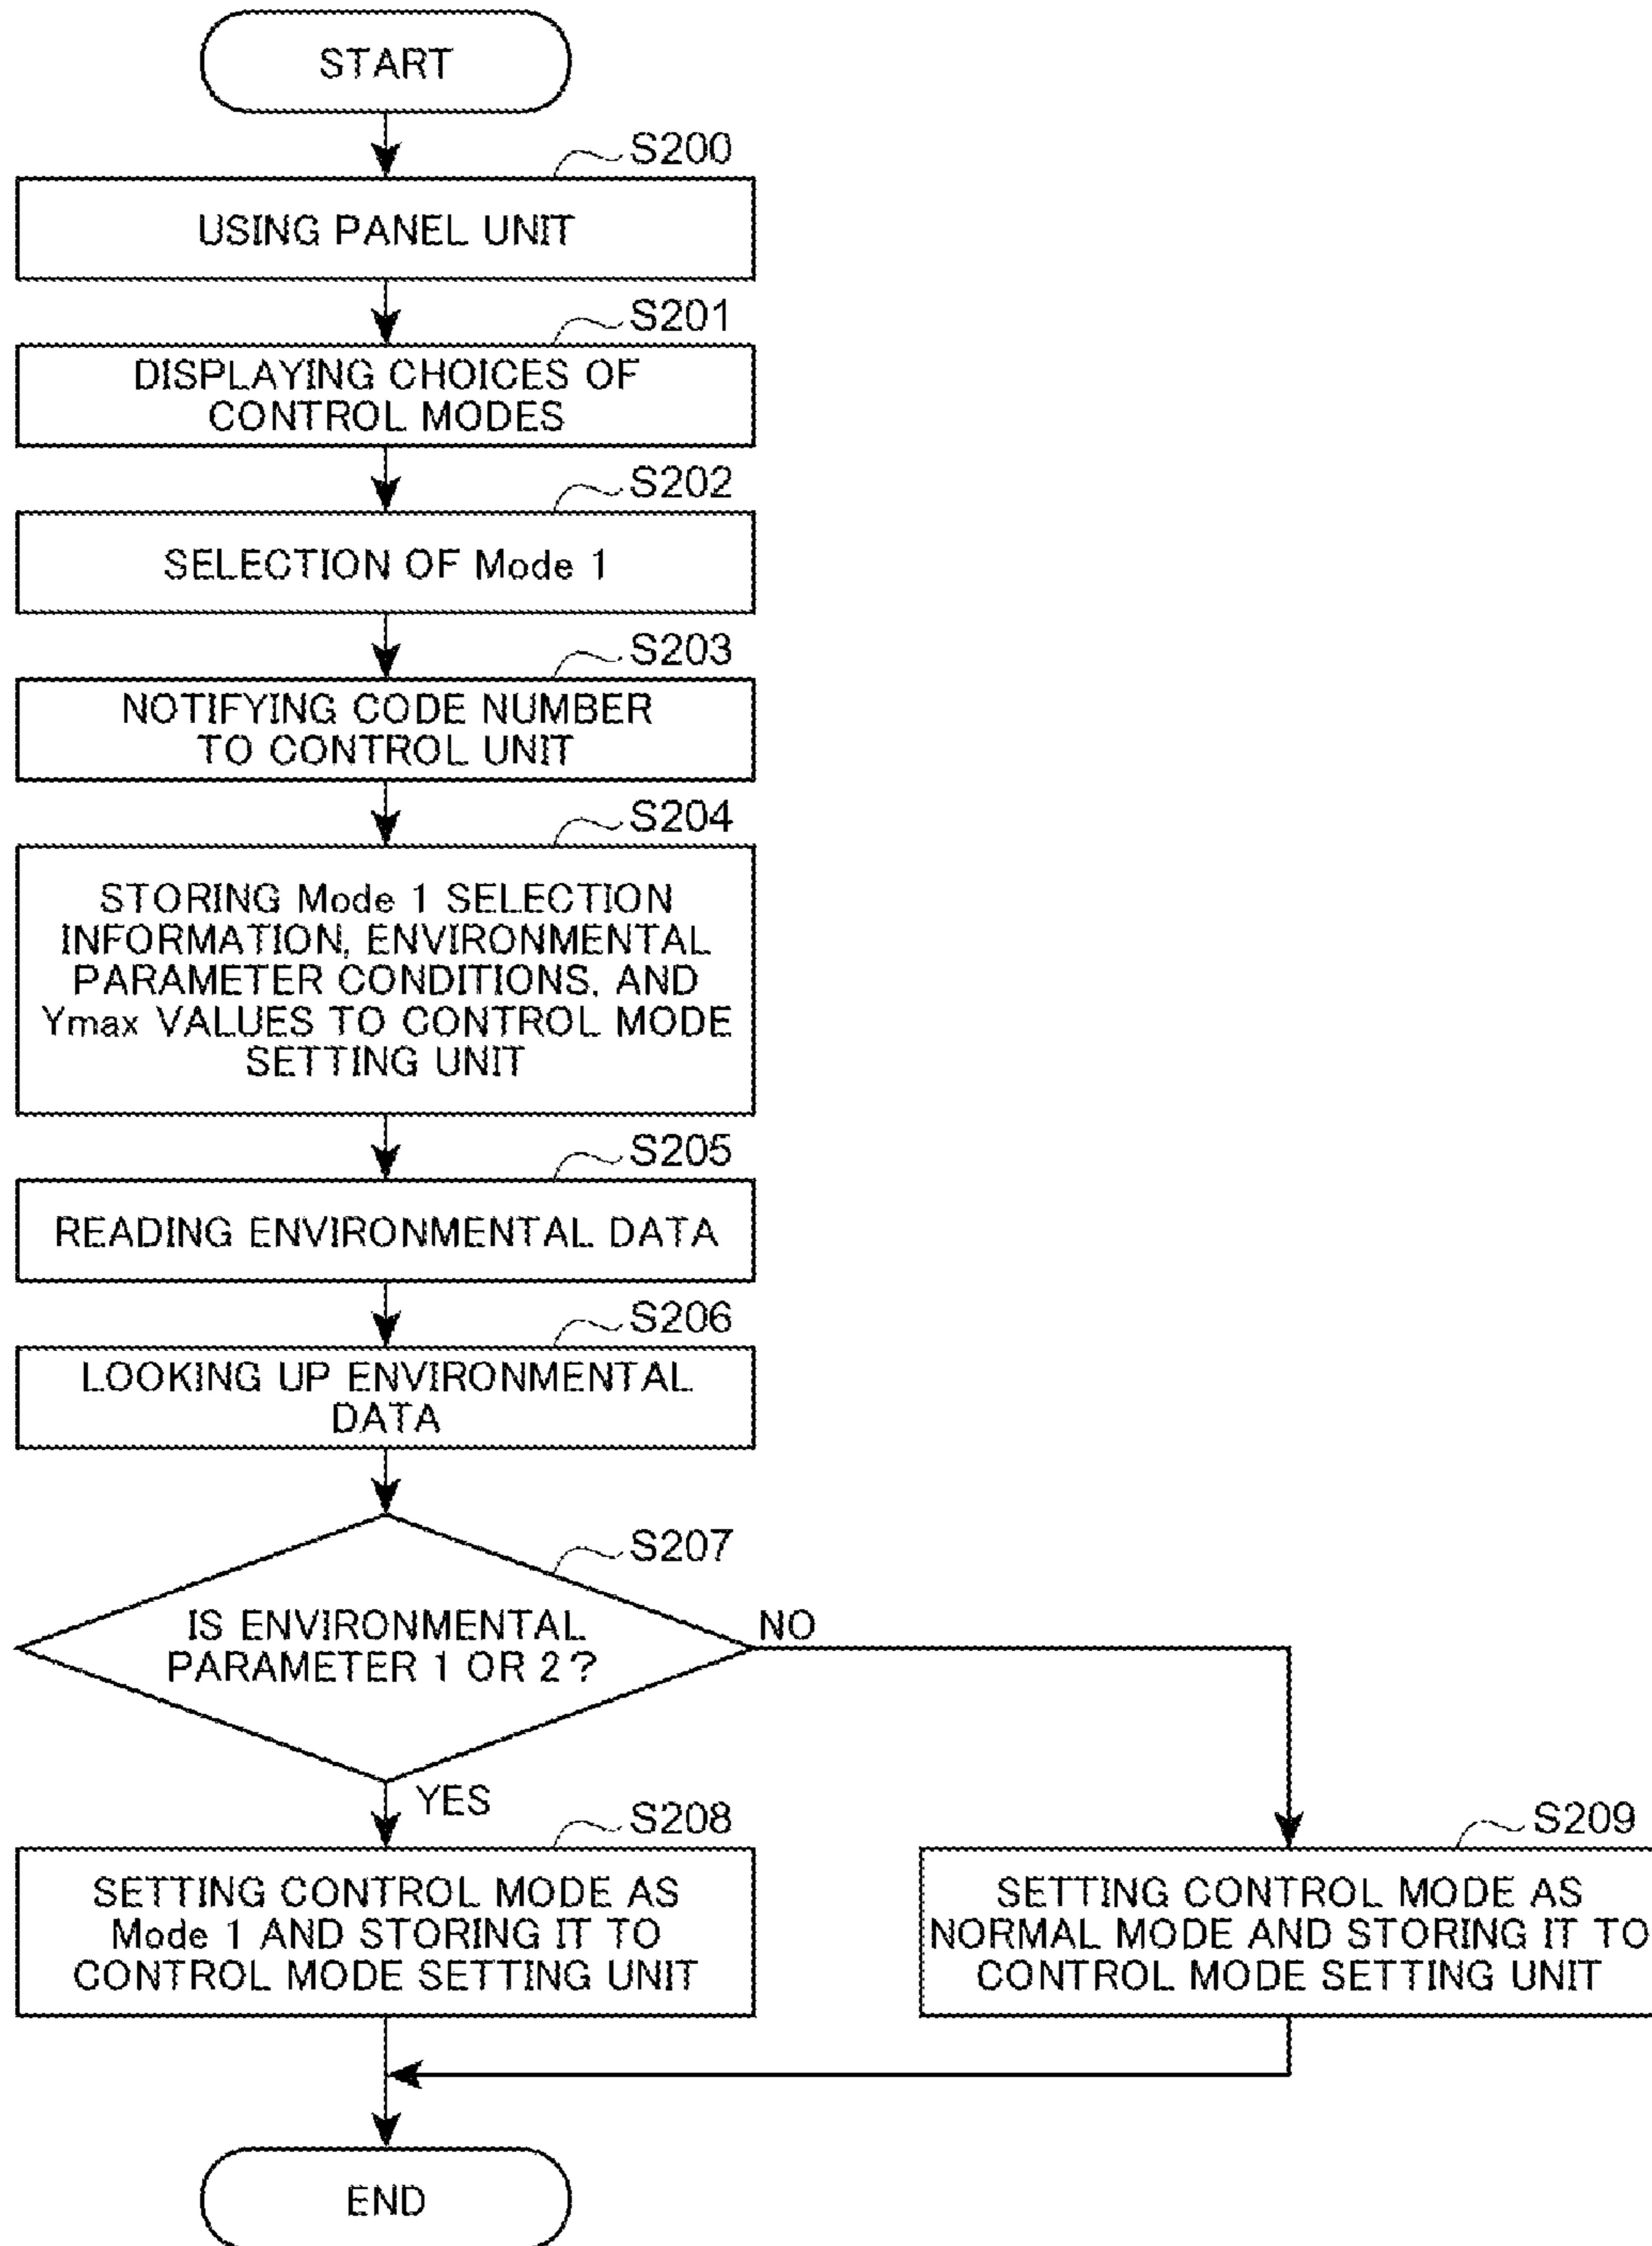 START
S200
USING PANEL UNIT
S201
DISPLAYING CHOICES OF
CONTROL MODES
S202
SELECTION OF Mode 1
S203
NOTIFYING CODE NUMBER
TO CONTROL UNIT
S204
STORING Mode 1 SELECTION
INFORMATION, ENVIRONMENTAL
PARAMETER CONDITIONS, AND
Ymax VALUES TO CONTROL MODE
SETTING UNIT
S205
READING ENVIRONMENTAL DATA
S206
LOOKING UP ENVIRONMENTAL
DATA
S207
IS ENVIRONMENTAL
PARAMETER 1 OR 2?
NO
YES
S208
SETTING CONTROL MODE AS
Mode 1 AND STORING IT TO
CONTROL MODE SETTING UNIT
S209
SETTING CONTROL MODE AS
NORMAL MODE AND STORING IT TO
CONTROL MODE SETTING UNIT
END